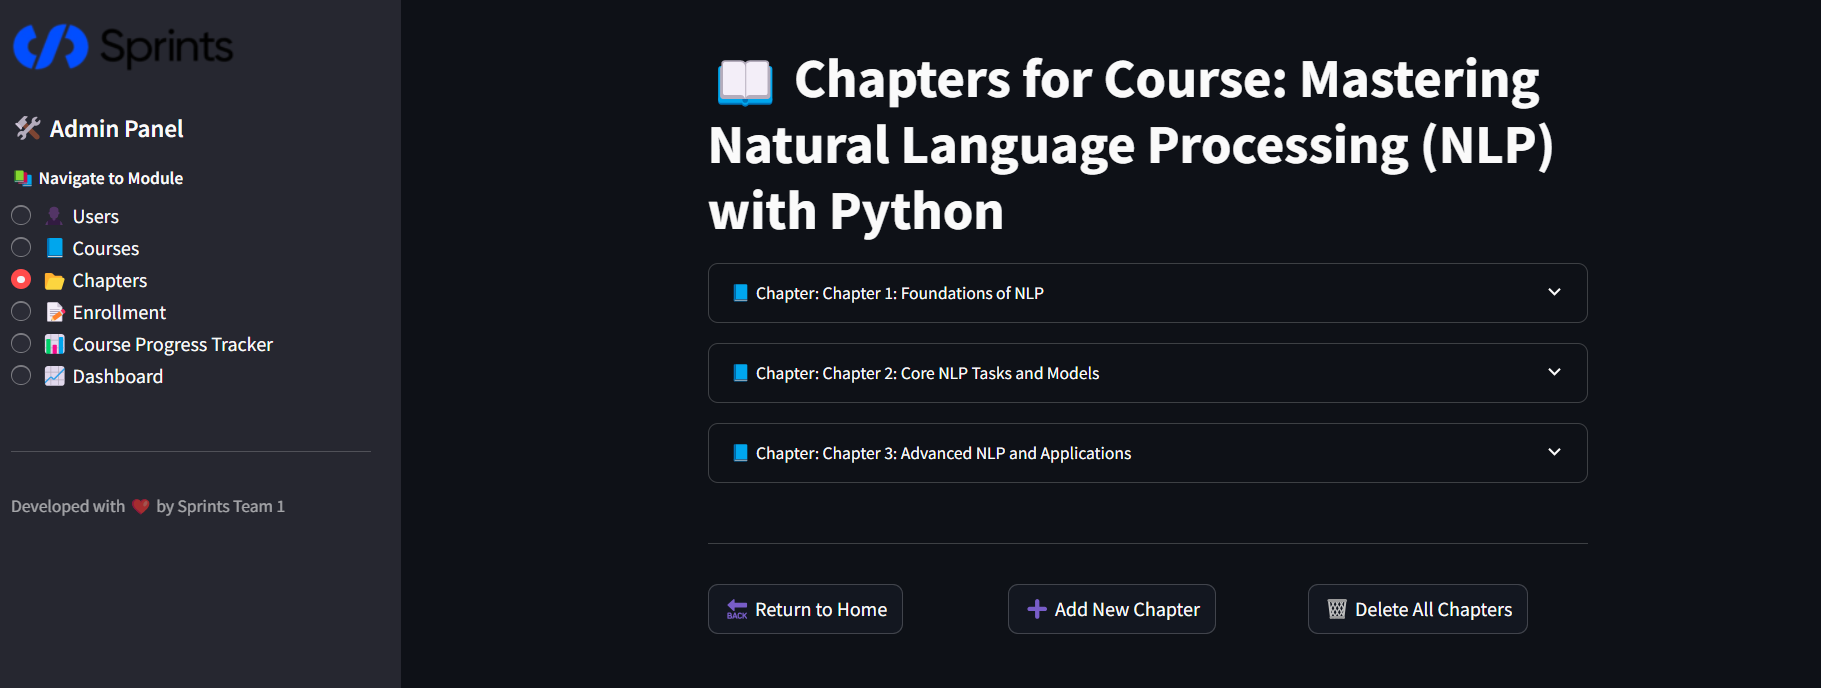 Sprints
Admin Panel
Navigate to Module
Users
Courses
Chapters
Enrollment
Course Progress Tracker
Dashboard
Developed with ❤️ by Sprints Team 1
Chapters for Course: Mastering
Natural Language Processing (NLP)
with Python
Chapter: Chapter 1: Foundations of NLP
Chapter: Chapter 2: Core NLP Tasks and Models
Chapter: Chapter 3: Advanced NLP and Applications
BACK Return to Home
Add New Chapter
Delete All Chapters